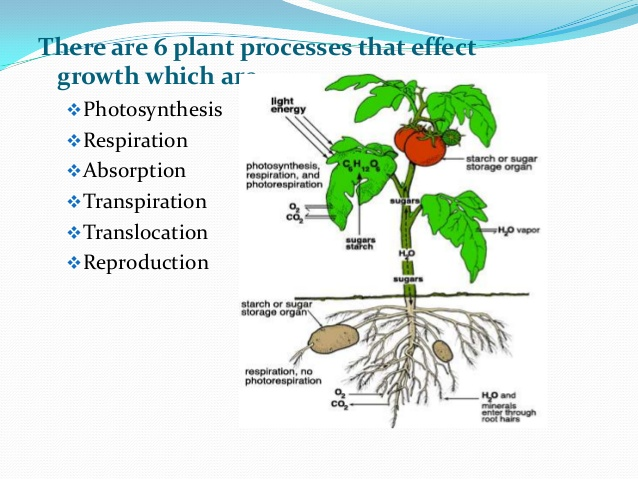 There are 6 plant processes that effect
growth which are
❖Photosynthesis
❖Respiration
❖Absorption
❖Transpiration
❖Translocation
❖Reproduction
light
energy
photosynthesis,
respiration, and
photorespiration
C₆H₁₂O₆
O₂
CO₂
sugars
starch
starch or sugar
storage organ
sugars
H₂O vapor
H₂O
sugars
starch or sugar
storage organ
respiration, no
photorespiration
O₂
CO₂
H₂O and
minerals
enter through
root hairs